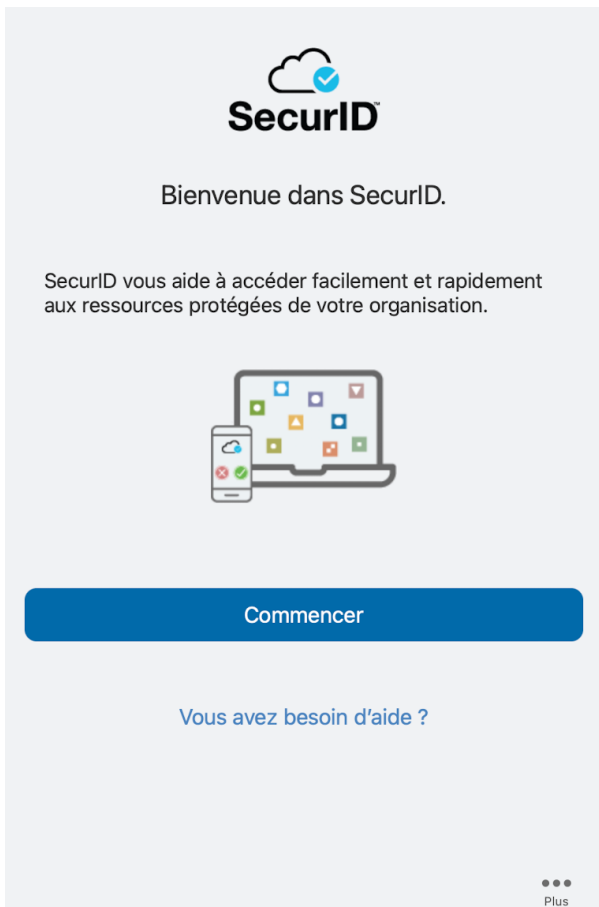 SecurID™
Bienvenue dans SecurID.
SecurID vous aide à accéder facilement et rapidement
aux ressources protégées de votre organisation.
Commencer
Vous avez besoin d’aide ?
Plus